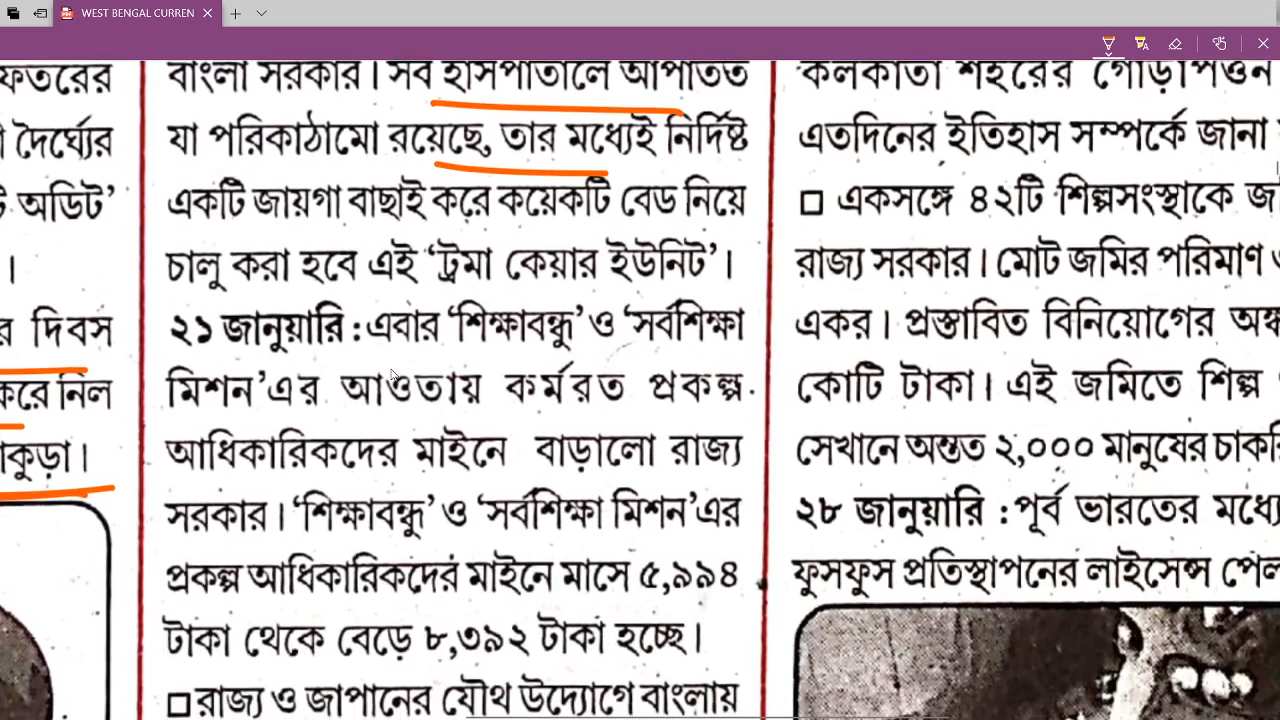 WEST BENGAL CURREN
ফতরের
দৈর্ঘ্যের
অডিট'
।
র দিবস
করে নিল
াকুড়া।
বাংলা সরকার। সব হাসপাতালে আপাতত
যা পরিকাঠামো রয়েছে, তার মধ্যেই নির্দিষ্ট
একটি জায়গা বাছাই করে কয়েকটি বেড নিয়ে
চালু করা হবে এই ‘ট্রমা কেয়ার ইউনিট’।
২১ জানুয়ারি : এবার ‘শিক্ষাবন্ধু’ ও ‘সর্বশিক্ষা
মিশন’এর আওতায় কর্মরত প্রকল্প
আধিকারিকদের মাইনে বাড়ালো রাজ্য
সরকার। ‘শিক্ষাবন্ধু’ ও ‘সর্বশিক্ষা মিশন’এর
প্রকল্প আধিকারিকদের মাইনে মাসে ৫,৯৯৪
টাকা থেকে বেড়ে ৮,৩৯২ টাকা হচ্ছে।
□ রাজ্য ও জাপানের যৌথ উদ্যোগে বাংলায়
কলকাতা শহরের গোড়াপত্তন
এতদিনের ইতিহাস সম্পর্কে জানা
□ একসঙ্গে ৪২টি শিল্পসংস্থাকে জ
রাজ্য সরকার। মোট জমির পরিমাণ
একর। প্রস্তাবিত বিনিয়োগের অঙ্ক
কোটি টাকা। এই জমিতে শিল্প
সেখানে অন্তত ২,০০০ মানুষের চাকরি
২৮ জানুয়ারি : পূর্ব ভারতের মধ্যে
ফুসফুস প্রতিস্থাপনের লাইসেন্স পেল